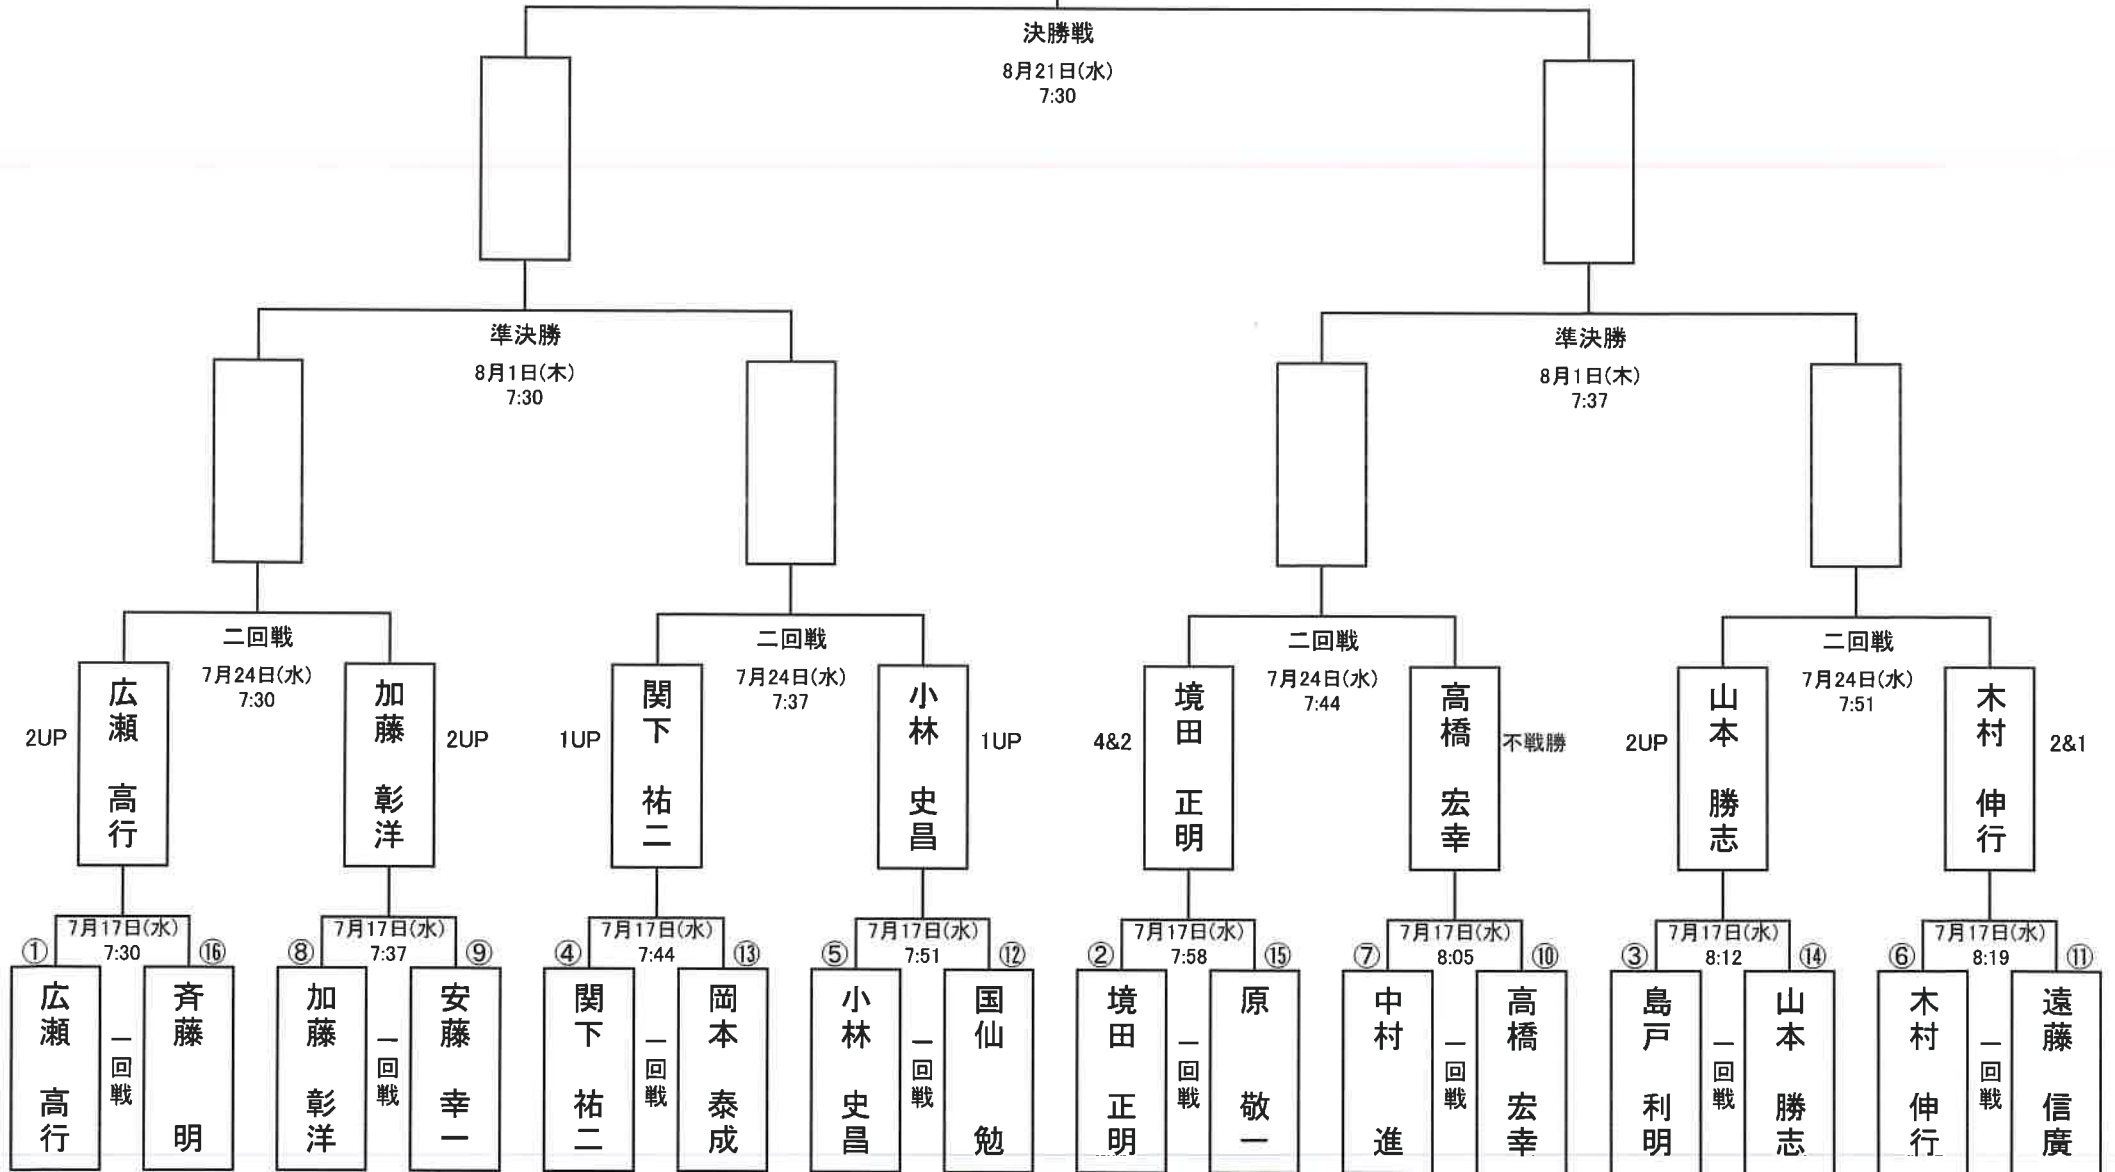 決勝戦
8月21日(水)
7:30
準決勝
8月1日(木)
7:30
準決勝
8月1日(木)
7:37
二回戦
7月24日(水)
7:30
二回戦
7月24日(水)
7:37
二回戦
7月24日(水)
7:44
二回戦
7月24日(水)
7:51
2UP
広瀬 高行
加藤 彰洋
2UP
1UP
関下 祐二
小林 史昌
1UP
4&2
境田 正明
高橋 宏幸
不戦勝
2UP
山本 勝志
木村 伸行
2&1
7月17日(水)
7:30
7月17日(水)
7:37
7月17日(水)
7:44
7月17日(水)
7:51
7月17日(水)
7:58
7月17日(水)
8:05
7月17日(水)
8:12
7月17日(水)
8:19
①
広瀬 高行
一回戦
⑯
斉藤 明
⑧
加藤 彰洋
一回戦
⑨
安藤 幸一
④
関下 祐二
一回戦
⑬
岡本 泰成
⑤
小林 史昌
一回戦
⑫
国仙 勉
②
境田 正明
一回戦
⑮
原 敬一
⑦
中村 進
一回戦
⑩
高橋 宏幸
③
島戸 利明
一回戦
⑭
山本 勝志
⑥
木村 伸行
一回戦
⑪
遠藤 信廣